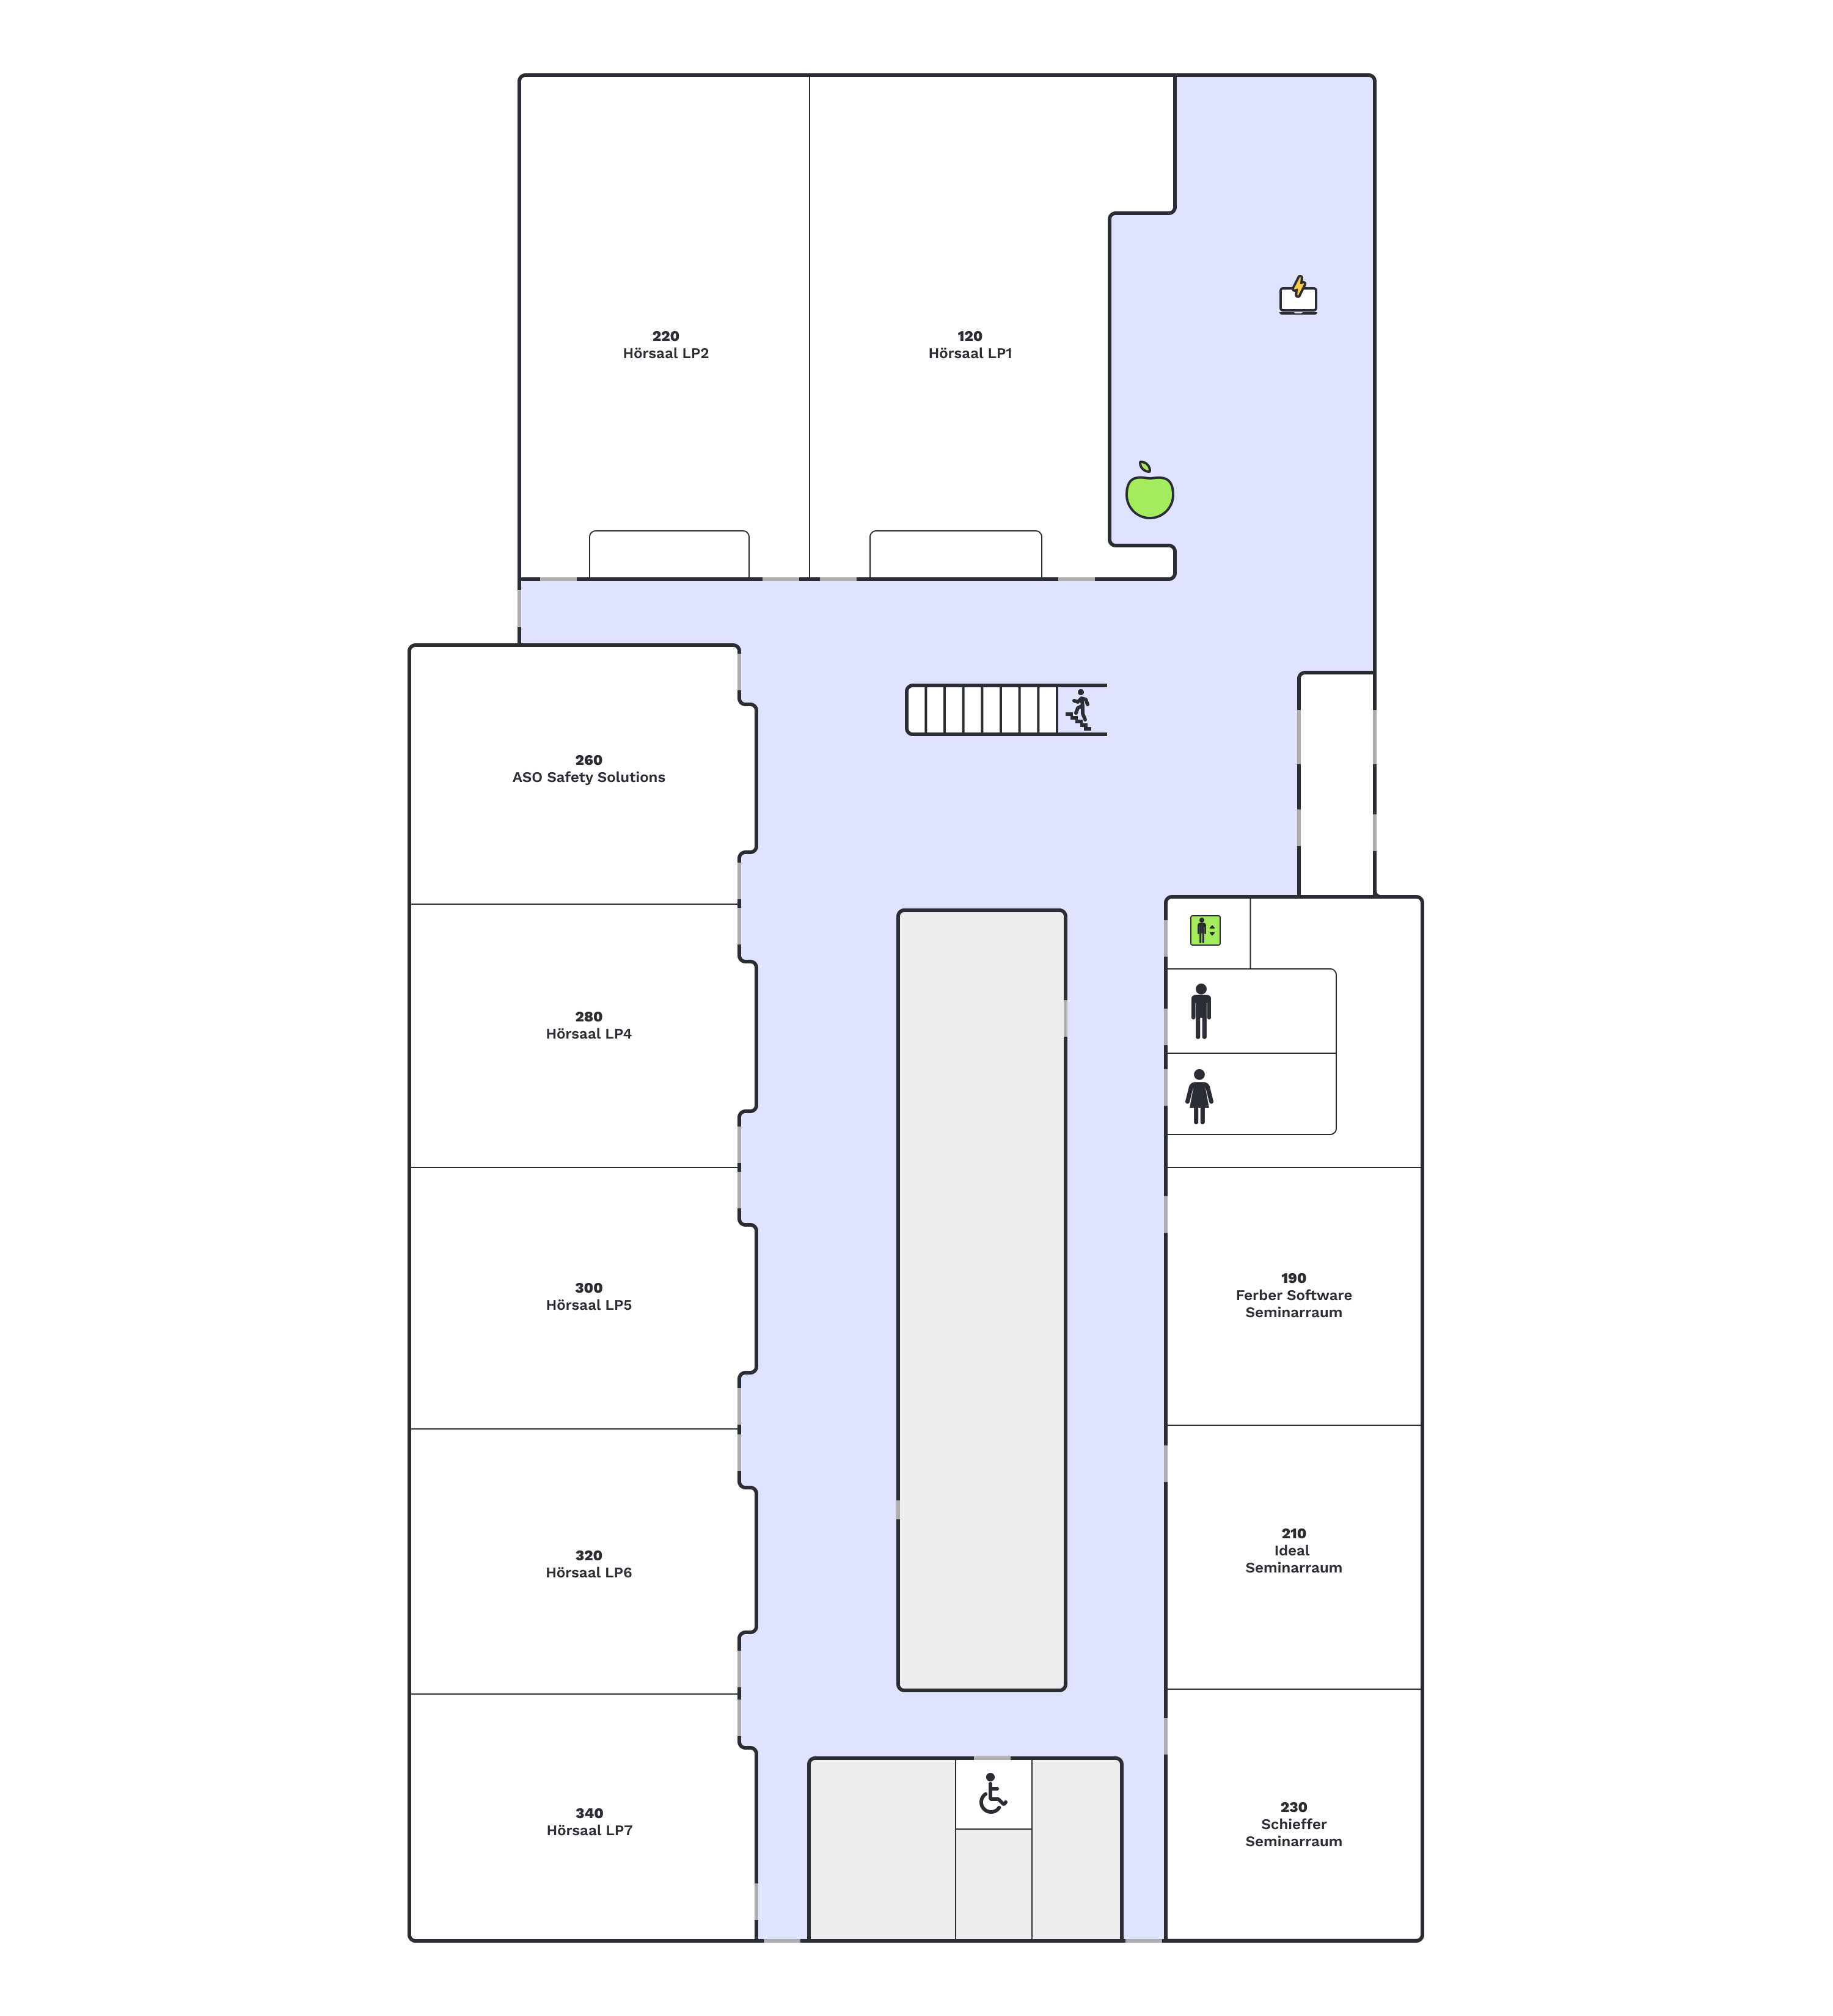 220
Hörsaal LP2
120
Hörsaal LP1
260
ASO Safety Solutions
280
Hörsaal LP4
300
Hörsaal LP5
190
Ferber Software
Seminarraum
320
Hörsaal LP6
210
Ideal
Seminarraum
340
Hörsaal LP7
230
Schieffer
Seminarraum